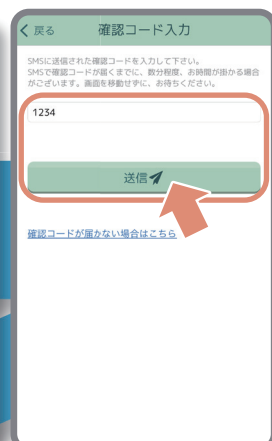 戻る 確認コード入力
SMSに送信された確認コードを入力して下さい。
SMSで確認コードが届くまでに、数分程度、お時間が掛かる場合
がございます。画面を移動せずに、お待ちください。
1234
送信
確認コードが届かない場合はこちら